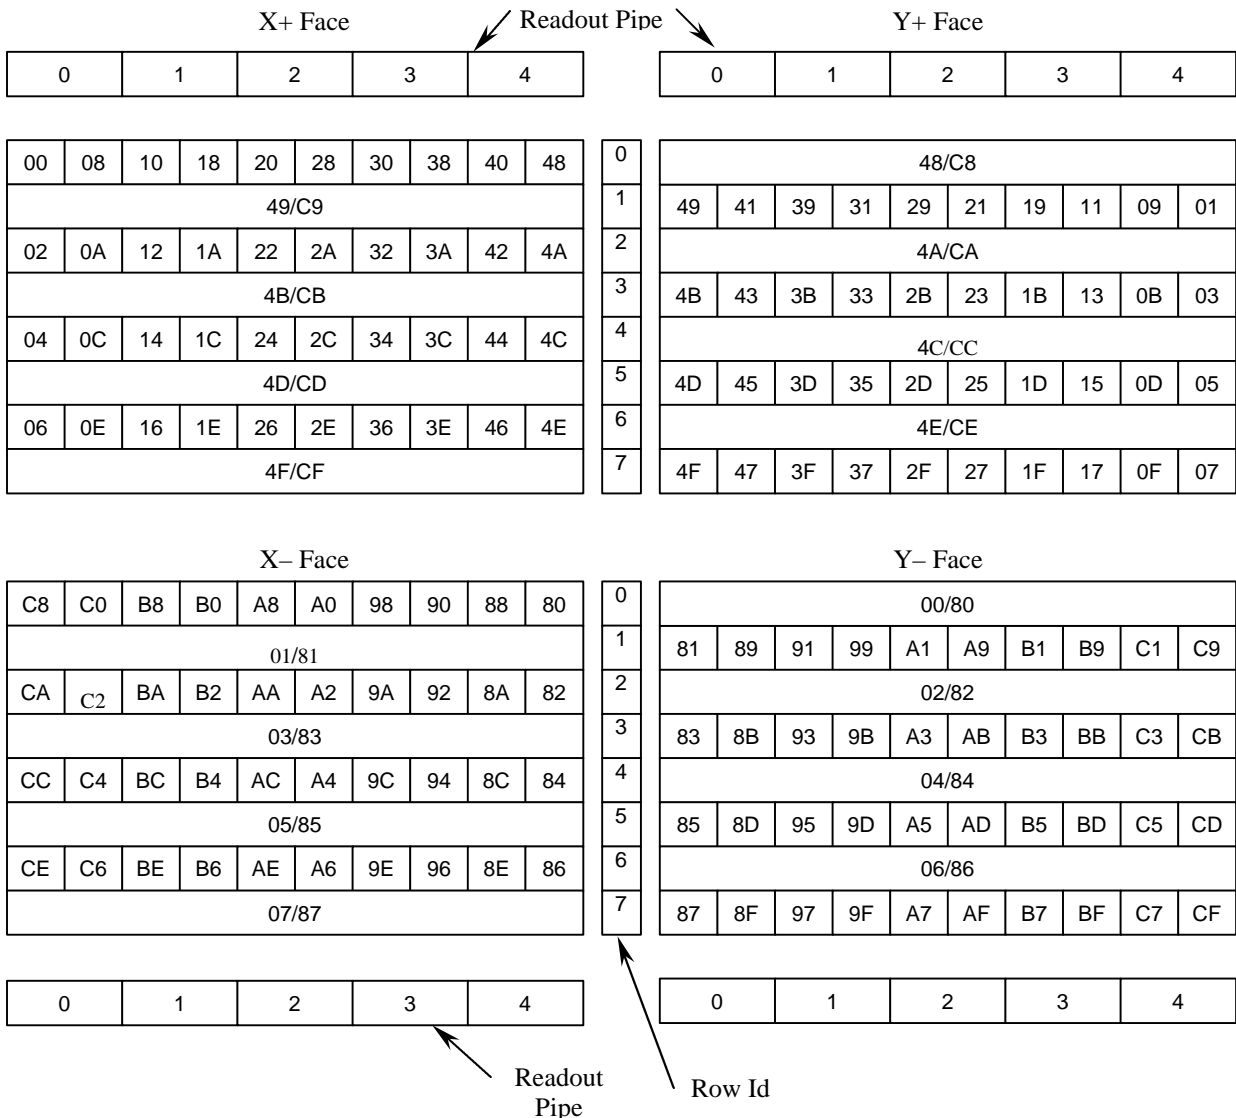 X+ Face Readout Pipe Y+ Face
0 1 2 3 4 0 1 2 3 4
00 08 10 18 20 28 30 38 40 48 0 48/C8
49/C9 1 49 41 39 31 29 21 19 11 09 01
02 0A 12 1A 22 2A 32 3A 42 4A 2 4A/CA
4B/CB 3 4B 43 3B 33 2B 23 1B 13 0B 03
04 0C 14 1C 24 2C 34 3C 44 4C 4 4C/CC
4D/CD 5 4D 45 3D 35 2D 25 1D 15 0D 05
06 0E 16 1E 26 2E 36 3E 46 4E 6 4E/CE
4F/CF 7 4F 47 3F 37 2F 27 1F 17 0F 07
X– Face Y– Face
C8 C0 B8 B0 A8 A0 98 90 88 80 0 00/80
01/81 1 81 89 91 99 A1 A9 B1 B9 C1 C9
CA C2 BA B2 AA A2 9A 92 8A 82 2 02/82
03/83 3 83 8B 93 9B A3 AB B3 BB C3 CB
CC C4 BC B4 AC A4 9C 94 8C 84 4 04/84
05/85 5 85 8D 95 9D A5 AD B5 BD C5 CD
CE C6 BE B6 AE A6 9E 96 8E 86 6 06/86
07/87 7 87 8F 97 9F A7 AF B7 BF C7 CF
0 1 2 3 4 0 1 2 3 4
Readout
Pipe
Row Id